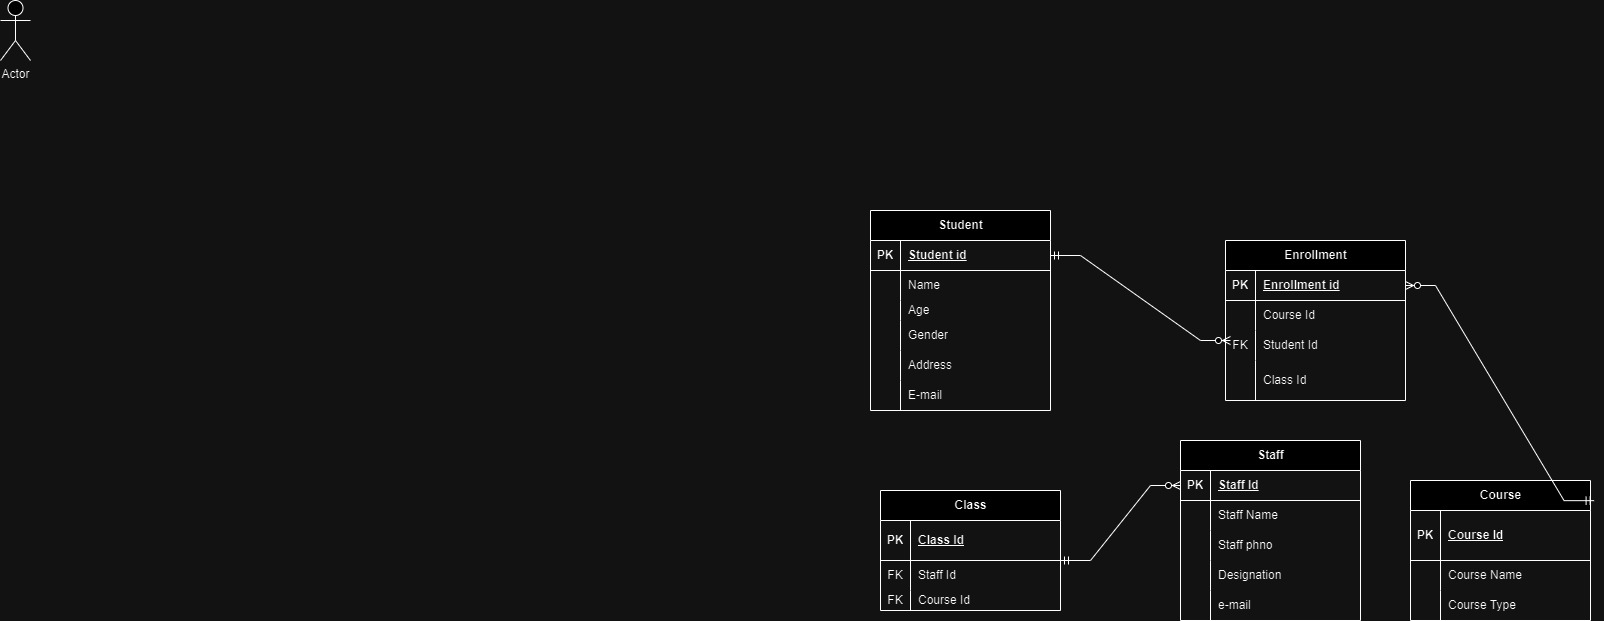 Actor
Student
PK Student id
Name
Age
Gender
Address
E-mail
Enrollment
PK Enrollment id
Course Id
FK Student Id
Class Id
Class
PK Class Id
FK Staff Id
FK Course Id
Staff
PK Staff Id
Staff Name
Staff phno
Designation
e-mail
Course
PK Course Id
Course Name
Course Type